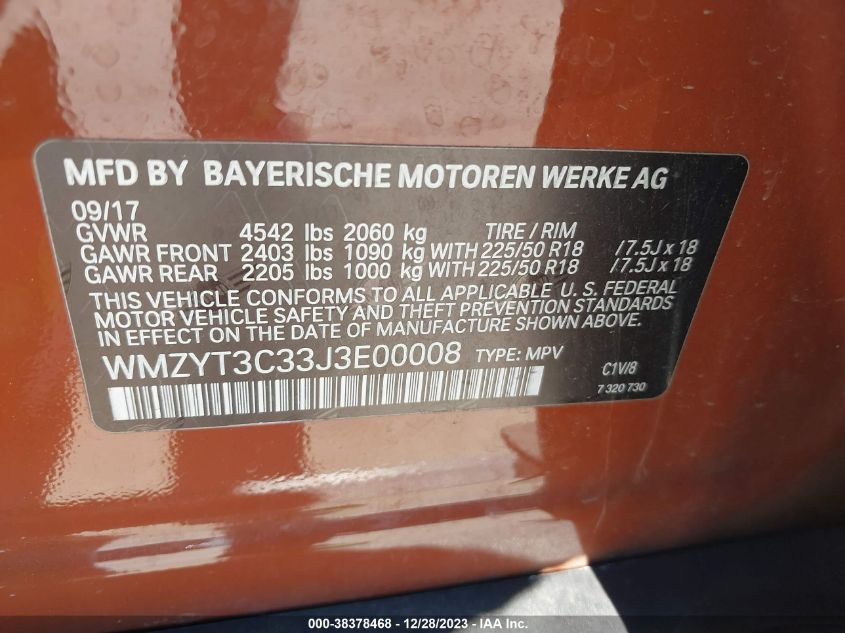 MFD BY BAYERISCHE MOTOREN WERKE AG
09/17
GVWR 4542 lbs 2060 kg TIRE / RIM
GAWR FRONT 2403 lbs 1090 kg WITH 225/50 R18 / 7.5J x 18
GAWR REAR 2205 lbs 1000 kg WITH 225/50 R18 / 7.5J x 18
THIS VEHICLE CONFORMS TO ALL APPLICABLE U. S. FEDERAL
MOTOR VEHICLE SAFETY AND THEFT PREVENTION STANDARDS
IN EFFECT ON THE DATE OF MANUFACTURE SHOWN ABOVE.
WMZYT3C33J3E00008 TYPE: MPV C1V/8
7 320 730
000-38378468 - 12/28/2023 - IAA Inc.